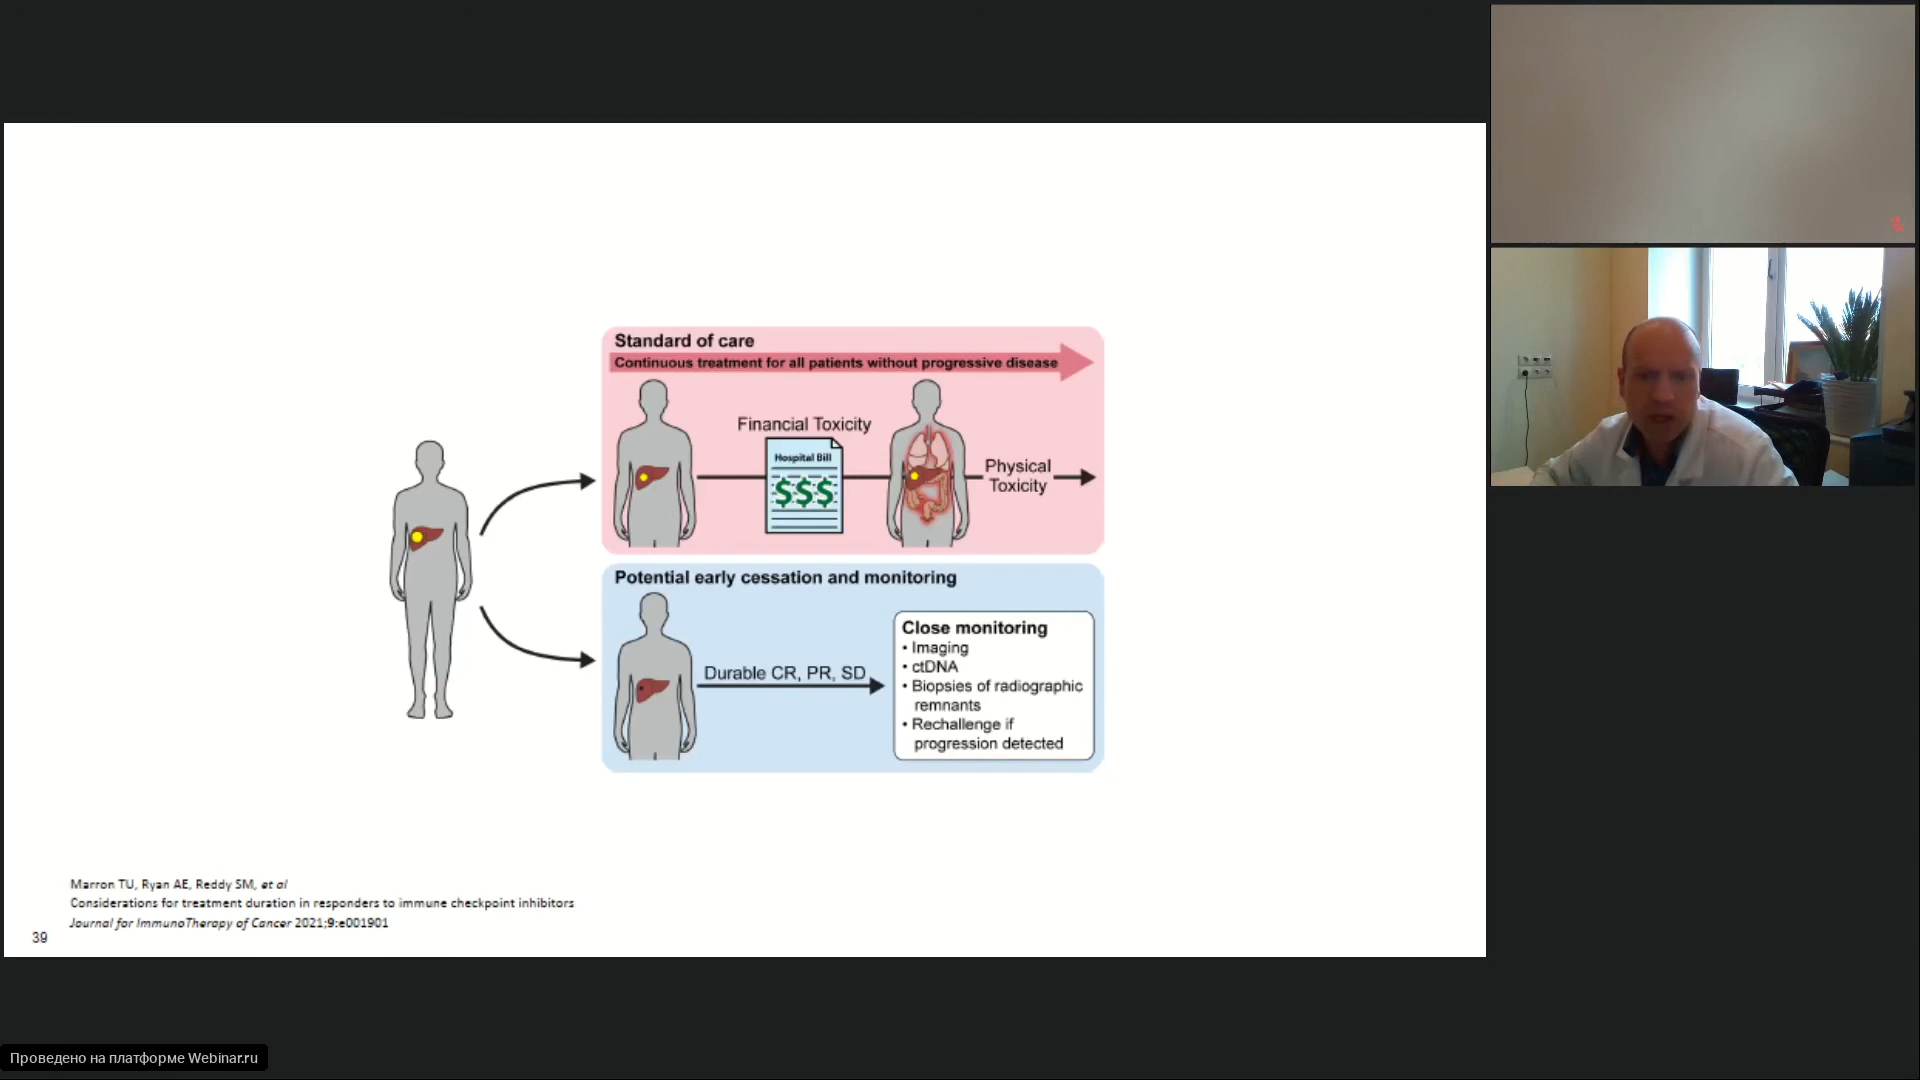 Standard of care
Continuous treatment for all patients without progressive disease
Financial Toxicity
Hospital Bill
$$$
Physical
Toxicity
Potential early cessation and monitoring
Durable CR, PR, SD
Close monitoring
• Imaging
• ctDNA
• Biopsies of radiographic
remnants
• Rechallenge if
progression detected
Marron TU, Ryan AE, Reddy SM, et al
Considerations for treatment duration in responders to immune checkpoint inhibitors
Journal for ImmunoTherapy of Cancer 2021;9:e001901
39
Проведено на платформе Webinar.ru